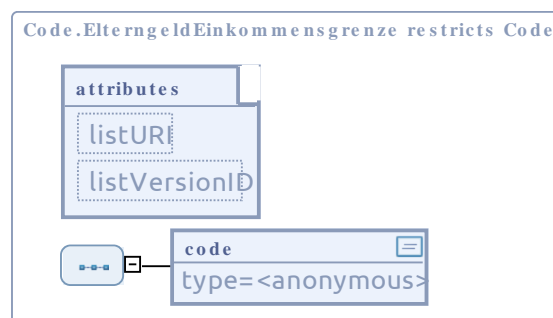 Code.ElterngeldEinkommensgrenze restricts Code
attributes
listURI
listVersionID
code
type=<anonymous>